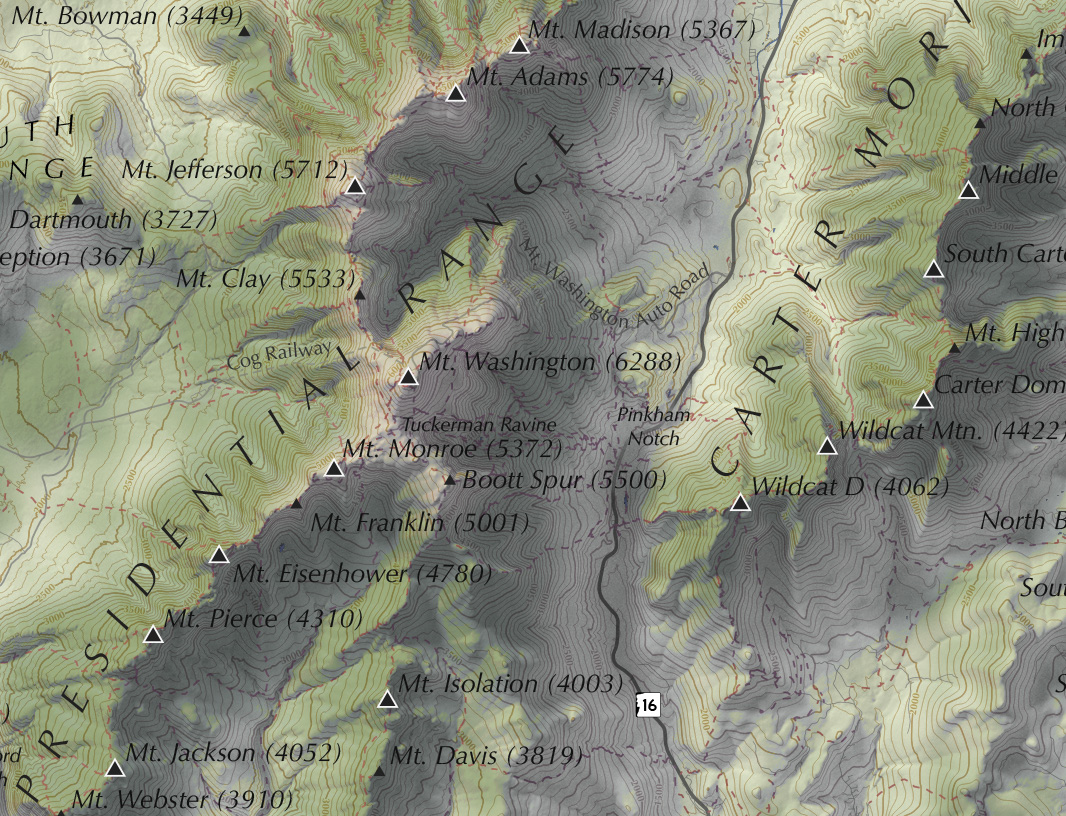 Mt. Bowman (3449)
Mt. Madison (5367)
Mt. Adams (5774)
UTH
NGE
Mt. Jefferson (5712)
North
Middle
Dartmouth (3727)
eption (3671)
South Carte
Mt. Clay (5533)
Mt. Washington Auto Road
Cog Railway
Mt. High
Mt. Washington (6288)
Carter Dom
Pinkham
Notch
Tuckerman Ravine
Wildcat Mtn. (4422)
Mt. Monroe (5372)
Boott Spur (5500)
Wildcat D (4062)
Mt. Franklin (5001)
North B
Mt. Eisenhower (4780)
Sout
Mt. Pierce (4310)
PRESIDENTIAL RANGE
CARTER MORI
Mt. Isolation (4003)
16
Mt. Jackson (4052)
Mt. Davis (3819)
Mt. Webster (3910)